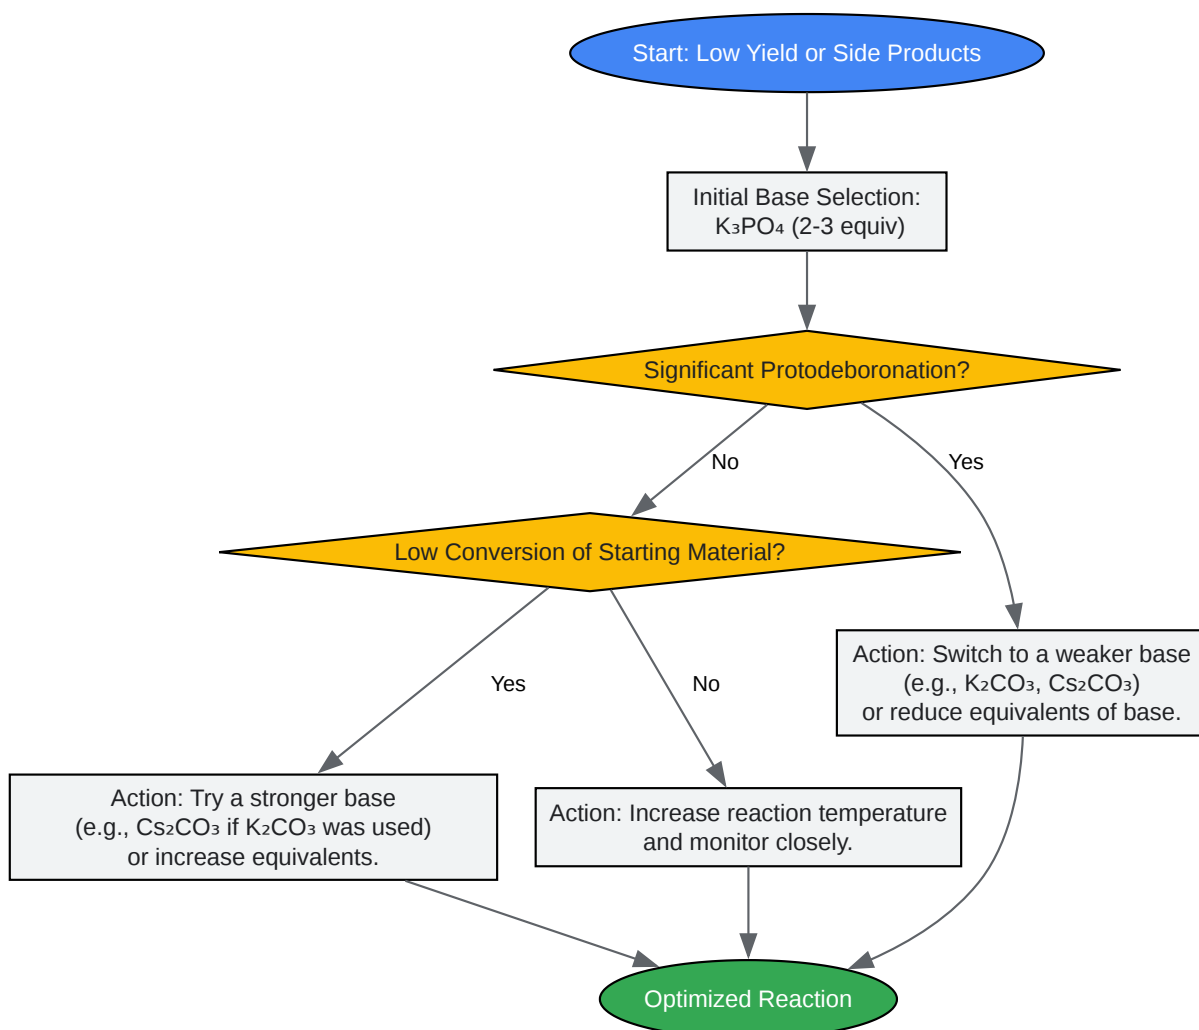 Start: Low Yield or Side Products
Initial Base Selection:
K₃PO₄ (2-3 equiv)
Significant Protodeboronation?
No
Yes
Low Conversion of Starting Material?
Yes
No
Action: Switch to a weaker base
(e.g., K₂CO₃, Cs₂CO₃)
or reduce equivalents of base.
Action: Try a stronger base
(e.g., Cs₂CO₃ if K₂CO₃ was used)
or increase equivalents.
Action: Increase reaction temperature
and monitor closely.
Optimized Reaction